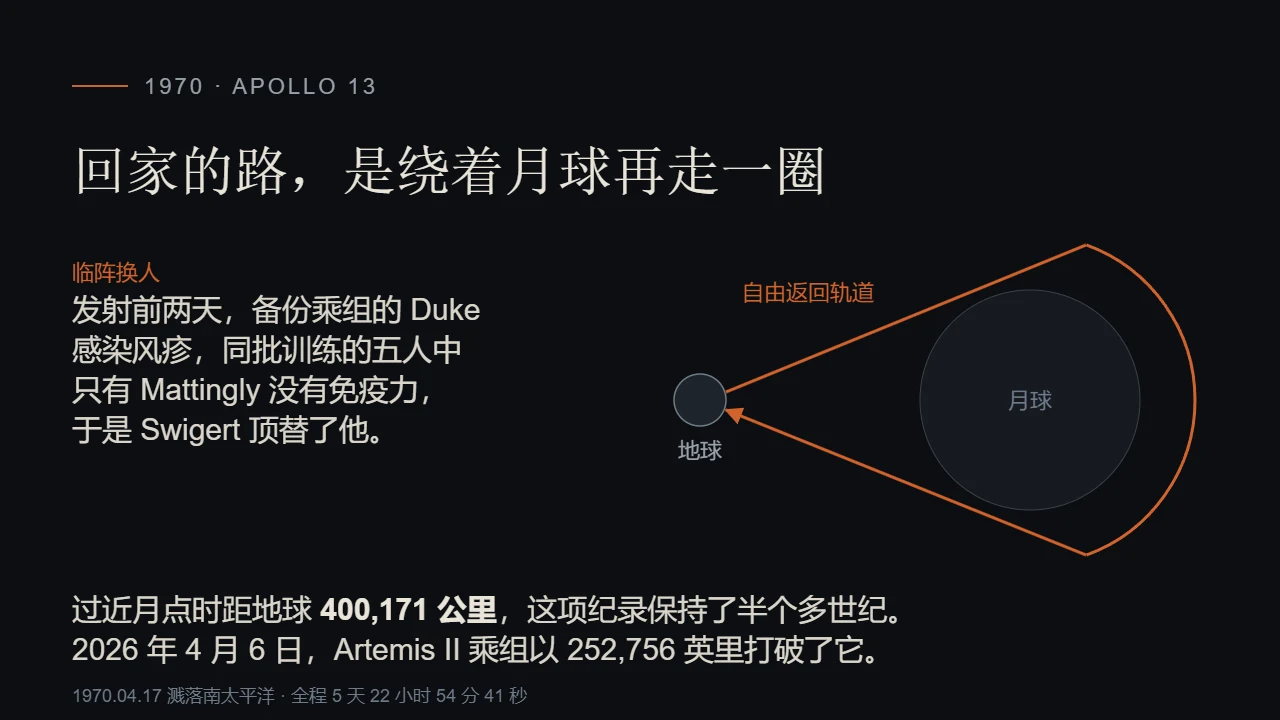 1970 · APOLLO 13
回家的路，是绕着月球再走一圈
临阵换人
发射前两天，备份乘组的 Duke
感染风疹，同批训练的五人中
只有 Mattingly 没有免疫力，
于是 Swigert 顶替了他。
自由返回轨道
月球
地球
过近月点时距地球 400,171 公里，这项纪录保持了半个多世纪。
2026 年 4 月 6 日，Artemis II 乘组以 252,756 英里打破了它。
1970.04.17 溅落南太平洋 · 全程 5 天 22 小时 54 分 41 秒